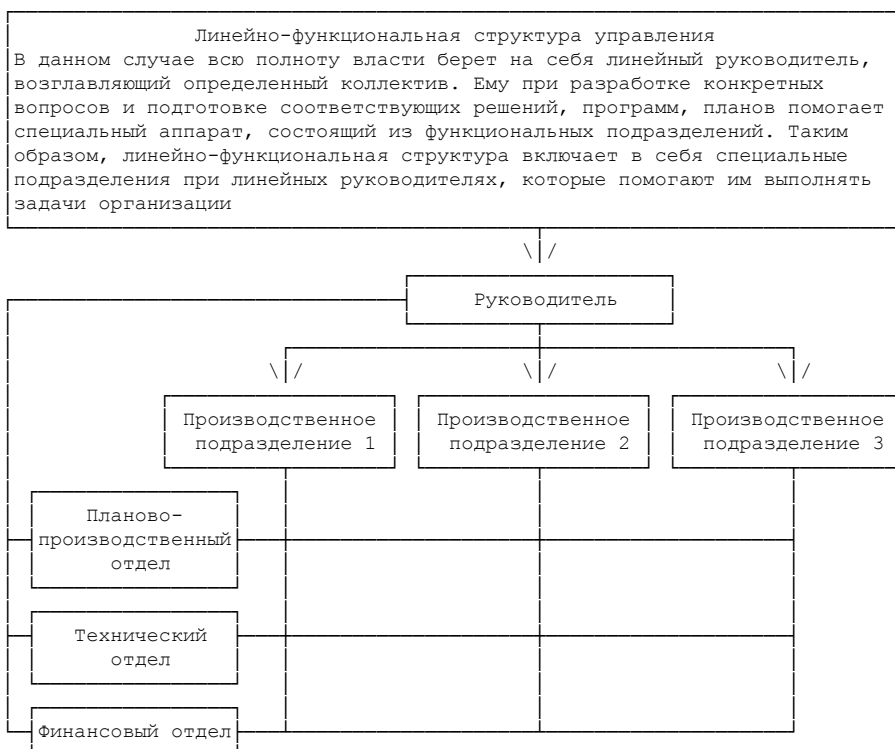 Линейно-функциональная структура управления
В данном случае всю полноту власти берет на себя линейный руководитель,
возглавляющий определенный коллектив. Ему при разработке конкретных
вопросов и подготовке соответствующих решений, программ, планов помогает
специальный аппарат, состоящий из функциональных подразделений. Таким
образом, линейно-функциональная структура включает в себя специальные
подразделения при линейных руководителях, которые помогают им выполнять
задачи организации
Руководитель
Производственное
подразделение 1
Производственное
подразделение 2
Производственное
подразделение 3
Планово-
производственный
отдел
Технический
отдел
Финансовый отдел